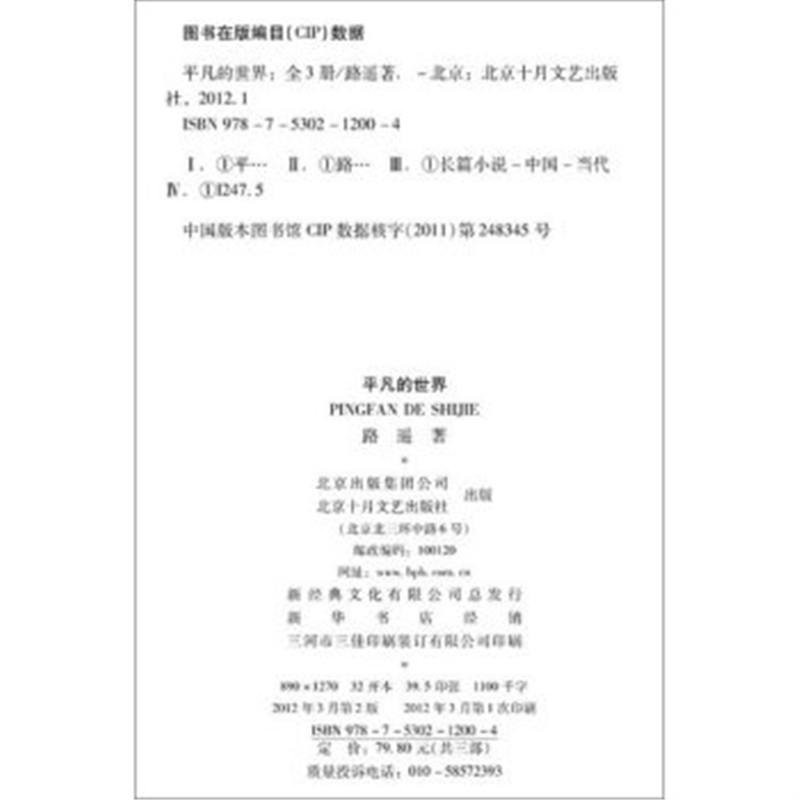 图书在版编目(CIP)数据
平凡的世界：全3册/路遥著. －北京：北京十月文艺出版
社，2012.1
ISBN 978－7－5302－1200－4
Ⅰ．①平… Ⅱ．①路… Ⅲ．①长篇小说－中国－当代
Ⅳ．①I247.5
中国版本图书馆CIP数据核字(2011)第248345号
平凡的世界
PINGFAN DE SHIJIE
路 遥 著
*
北京出版集团公司
北京十月文艺出版社
出版
(北京北三环中路6号)
邮政编码：100120
网址：www.bph.com.cn
新经典文化有限公司总发行
新华书店经销
三河市三佳印刷装订有限公司印刷
*
890×1270 32开本 39.5印张 1100千字
2012年3月第2版 2012年3月第1次印刷
ISBN 978－7－5302－1200－4
定 价：79.80元(共三部)
质量投诉电话：010－58572393